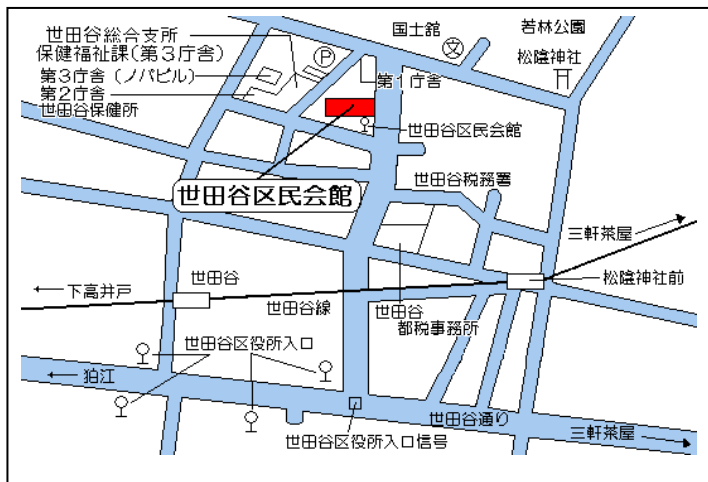 世田谷総合支所
保健福祉課(第3庁舎)
第3庁舎(ノバビル)
第2庁舎
世田谷保健所
P
国士舘
文
若林公園
松陰神社
第1庁舎
世田谷区民会館
世田谷区民会館
世田谷税務署
三軒茶屋
←下高井戸
世田谷
世田谷線
世田谷
都税事務所
松陰神社前
世田谷区役所入口
←狛江
世田谷通り
世田谷区役所入口信号
三軒茶屋